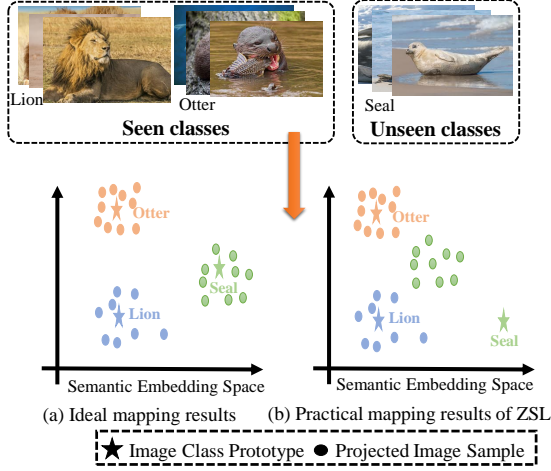 Lion
Otter
Seal
Seen classes
Unseen classes
Otter
Seal
Lion
Semantic Embedding Space
(a) Ideal mapping results
Otter
Lion
Seal
Semantic Embedding Space
(b) Practical mapping results of ZSL
Image Class Prototype
Projected Image Sample